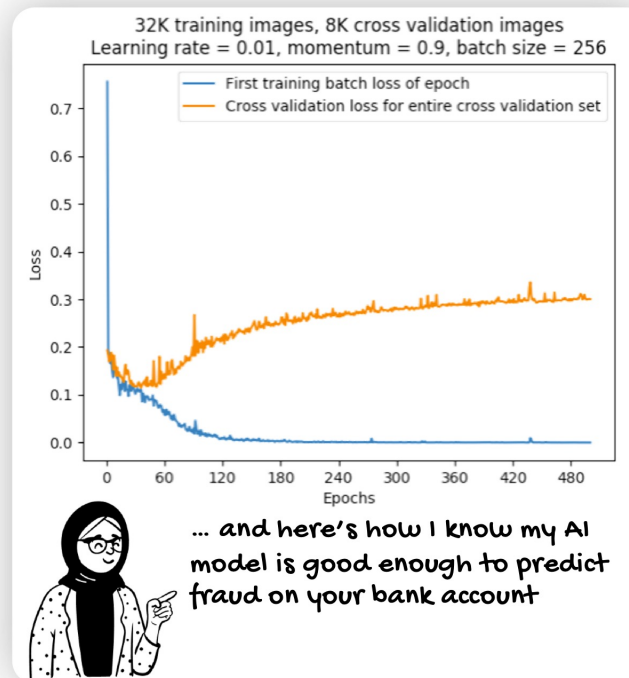 32K training images, 8K cross validation images
Learning rate = 0.01, momentum = 0.9, batch size = 256
First training batch loss of epoch
Cross validation loss for entire cross validation set
0.7
0.6
0.5
0.4
0.3
0.2
0.1
0.0
Loss
0 60 120 180 240 300 360 420 480
Epochs
... and here's how I know my AI
model is good enough to predict
fraud on your bank account